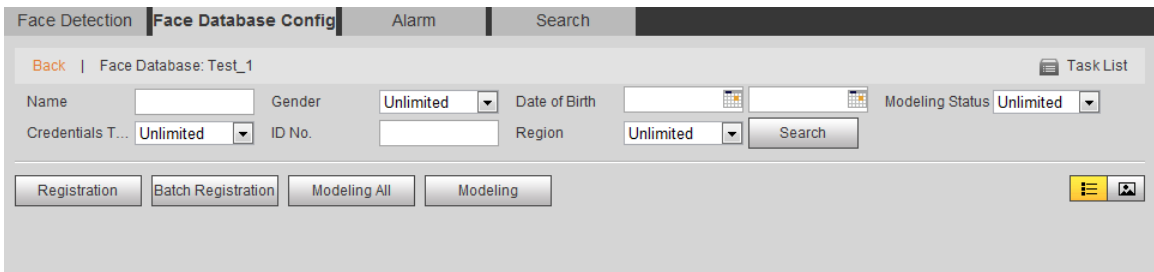 Face Detection Face Database Config Alarm Search
Back | Face Database: Test_1 Task List
Name Gender Unlimited Date of Birth Modeling Status Unlimited
Credentials T... Unlimited ID No. Region Unlimited Search
Registration Batch Registration Modeling All Modeling